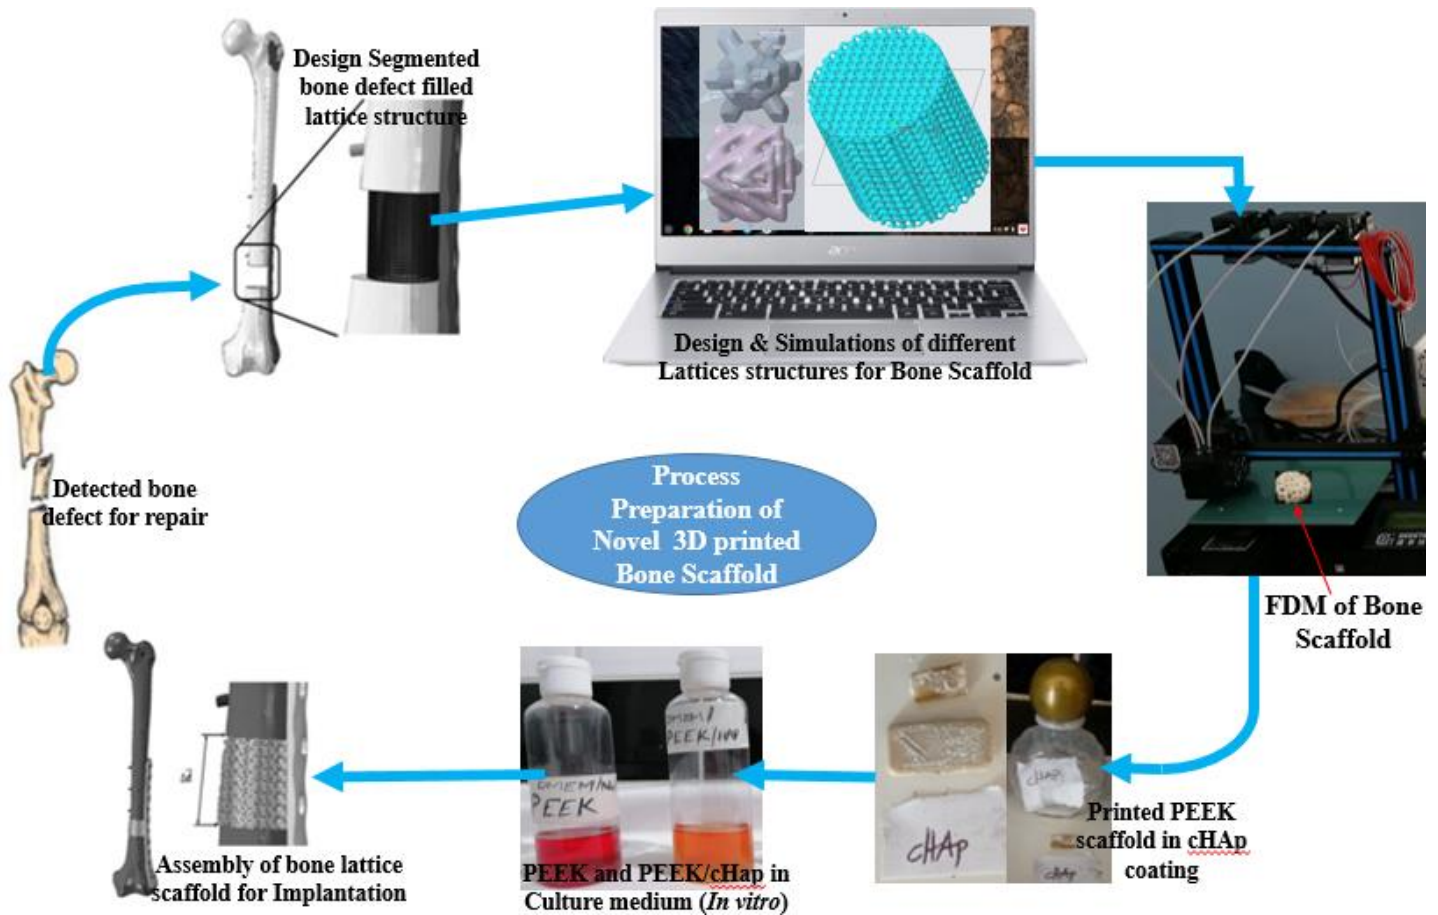 Design Segmented
bone defect filled
lattice structure
acer
Design & Simulations of different
Lattices structures for Bone Scaffold
Detected bone
defect for repair
Process
Preparation of
Novel 3D printed
Bone Scaffold
FDM of Bone
Scaffold
Printed PEEK
scaffold in cHAp
coating
cHAp
cHAp
cHAp
PEEK
PEEK/
PEEK and PEEK/cHap in
Culture medium (In vitro)
Assembly of bone lattice
scaffold for Implantation